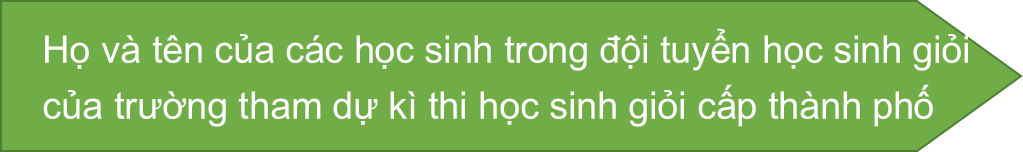 Họ và tên của các học sinh trong đội tuyển học sinh giỏi
của trường tham dự kì thi học sinh giỏi cấp thành phố